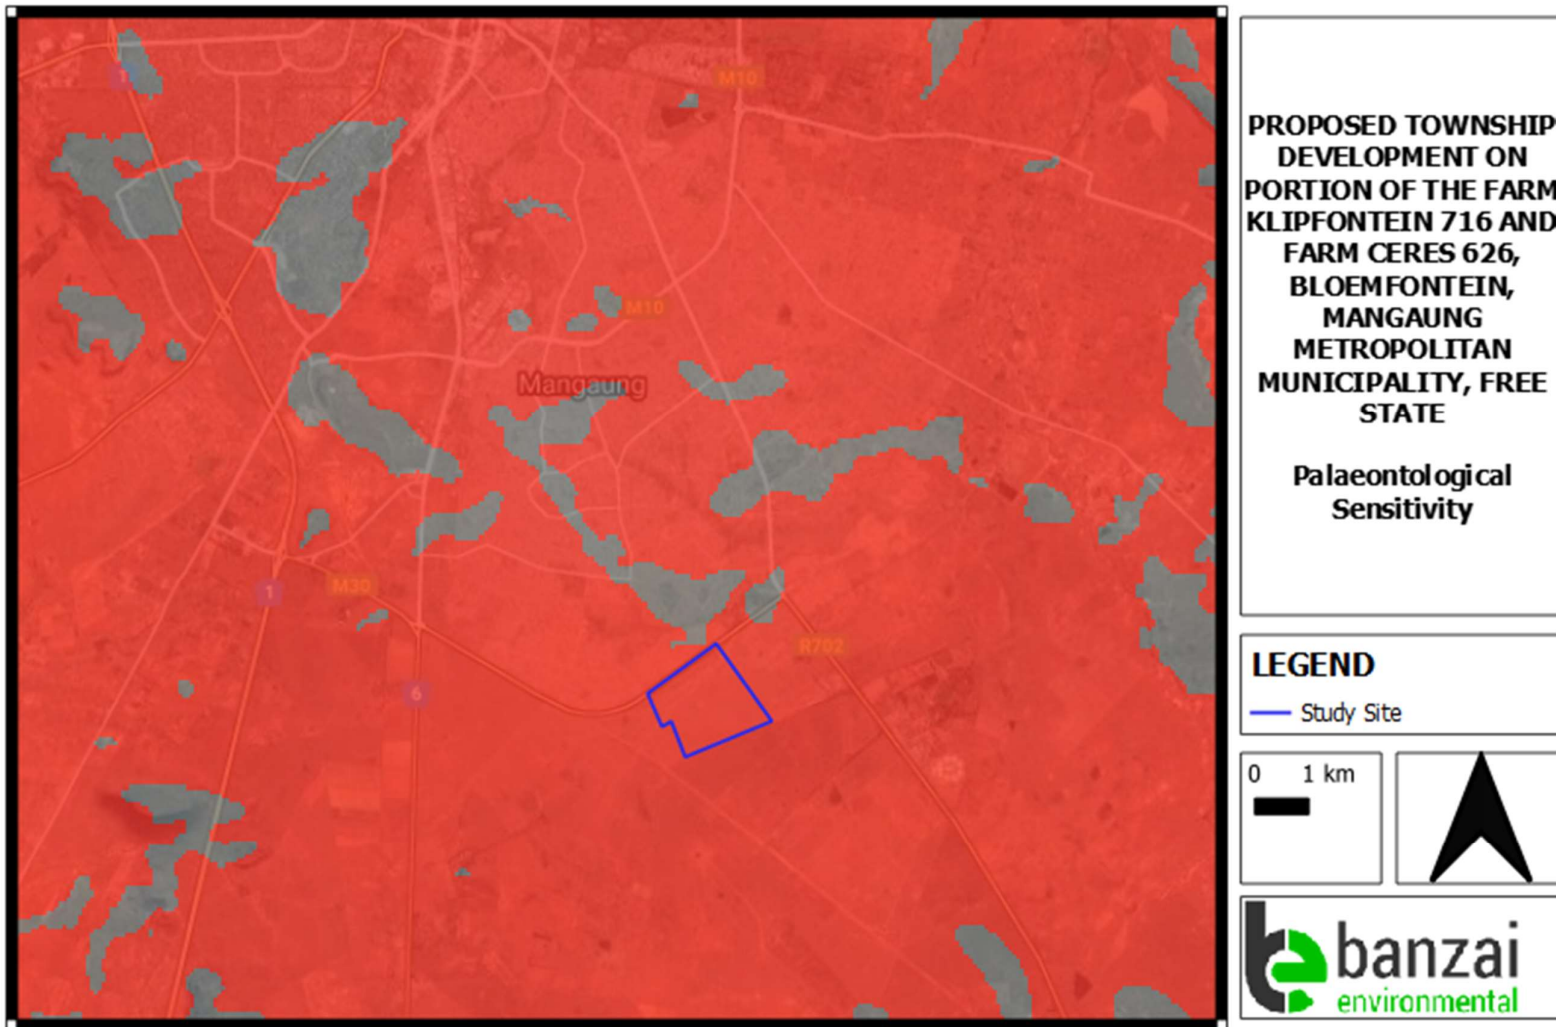 1
M10
M10
Mangaung
1
M30
R702
6
PROPOSED TOWNSHIP
DEVELOPMENT ON
PORTION OF THE FARM
KLIPFONTEIN 716 AND
FARM CERES 626,
BLOEMFONTEIN,
MANGAUNG
METROPOLITAN
MUNICIPALITY, FREE
STATE
Palaeontological
Sensitivity
LEGEND
Study Site
0 1 km
be banzai
environmental